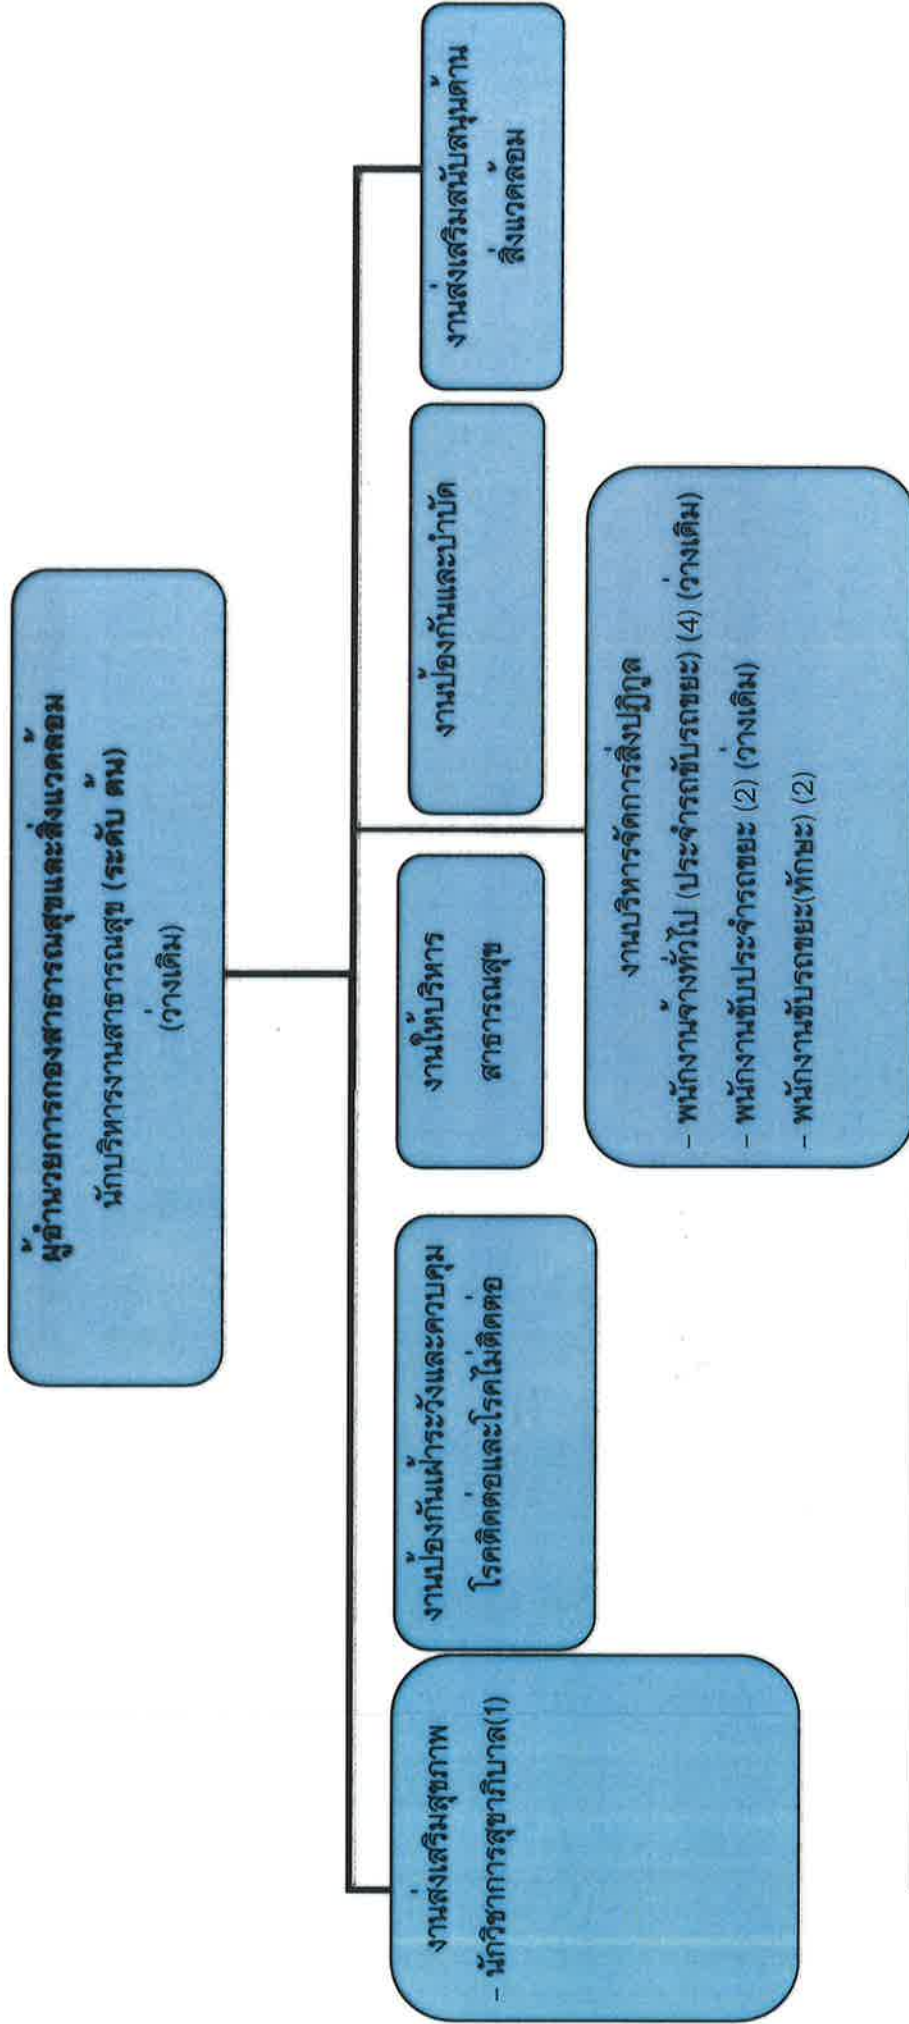 ผู้อำนวยการกองสาธารณสุขและสิ่งแวดล้อม
นักบริหารงานสาธารณสุข (ระดับ ต้น)
(ว่างเดิม)
งานส่งเสริมสุขภาพ
- นักวิชาการสุขาภิบาล(1)
งานป้องกันเฝ้าระวังและควบคุม
โรคติดต่อและโรคไม่ติดต่อ
งานให้บริหาร
สาธารณสุข
งานป้องกันและบำบัด
งานส่งเสริมสนับสนุนด้าน
สิ่งแวดล้อม
งานบริหารจัดการสิ่งปฏิกูล
- พนักงานจ้างทั่วไป (ประจำรถขับรถขยะ) (4) (ว่างเดิม)
- พนักงานขับประจำรถขยะ (2) (ว่างเดิม)
- พนักงานขับรถขยะ(ทักษะ) (2)